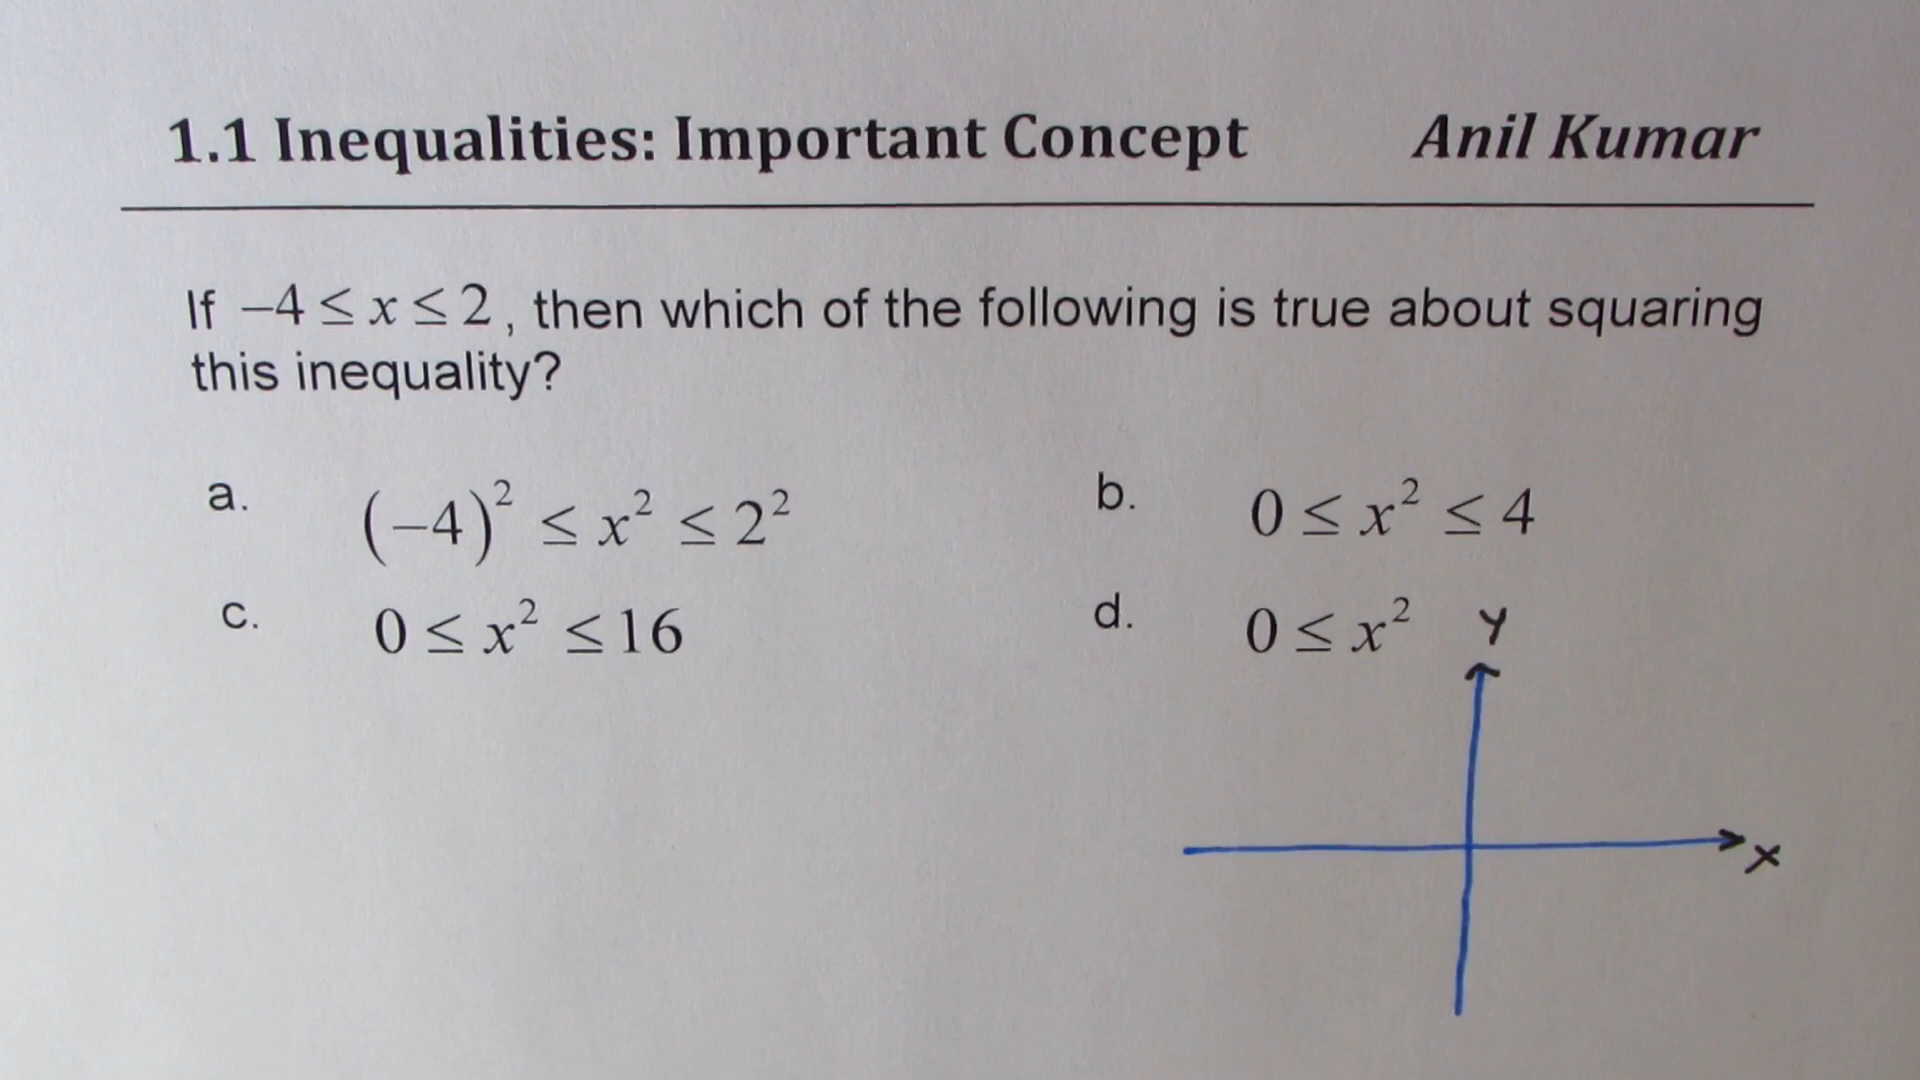 1.1 Inequalities: Important Concept Anil Kumar
If −4 ≤ x ≤ 2, then which of the following is true about squaring
this inequality?
a. (−4)² ≤ x² ≤ 2² b. 0 ≤ x² ≤ 4
c. 0 ≤ x² ≤ 16 d. 0 ≤ x² Y
X